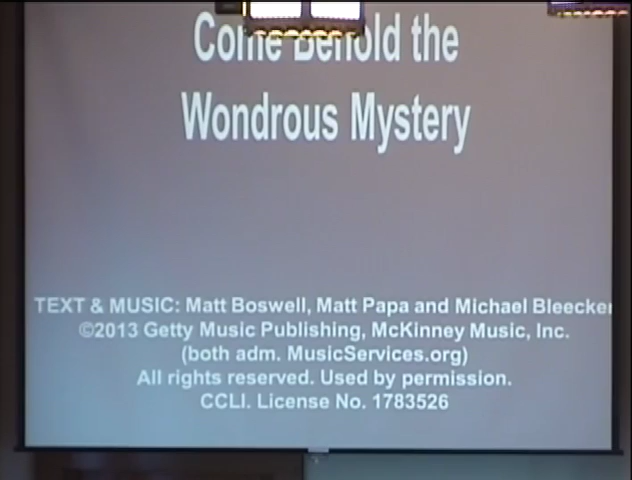 Come Behold the
Wondrous Mystery
TEXT & MUSIC: Matt Boswell, Matt Papa and Michael Bleecker
©2013 Getty Music Publishing, McKinney Music, Inc.
(both adm. MusicServices.org)
All rights reserved. Used by permission.
CCLI. License No. 1783526